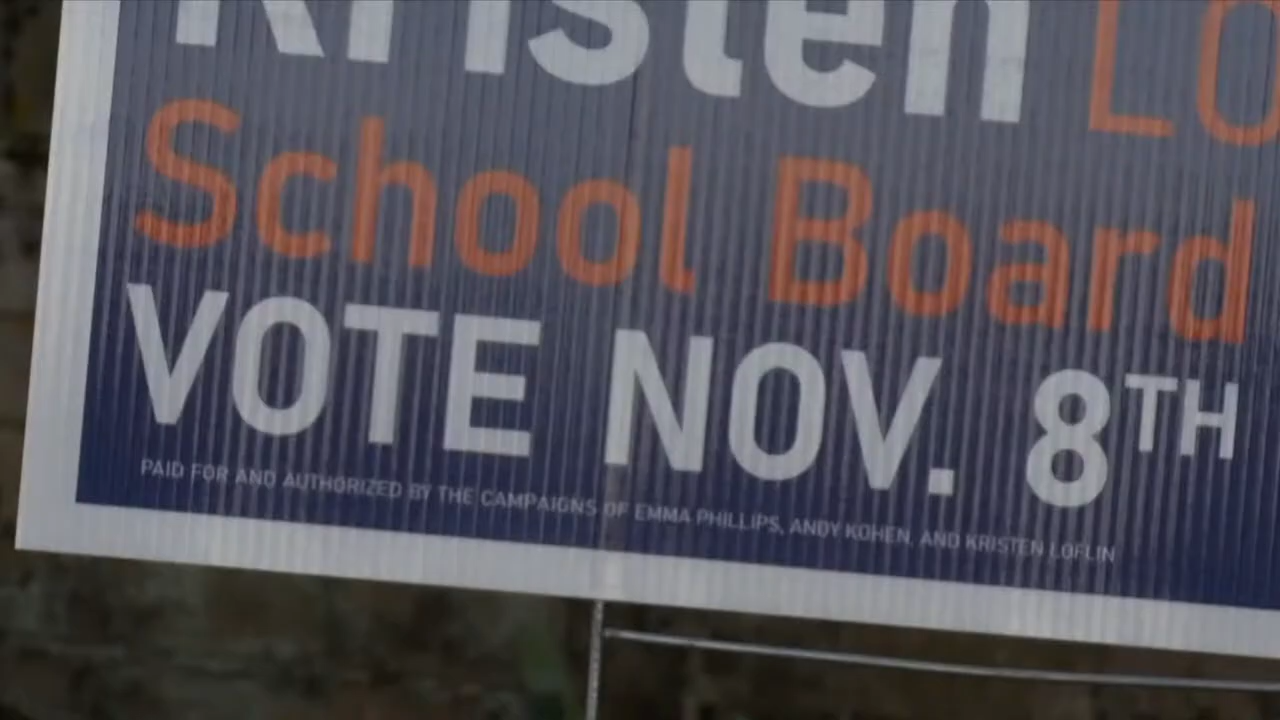 Kristen Lo
School Board
VOTE NOV. 8TH
PAID FOR AND AUTHORIZED BY THE CAMPAIGNS OF EMMA PHILLIPS, ANDY KOHEN, AND KRISTEN LOFLIN